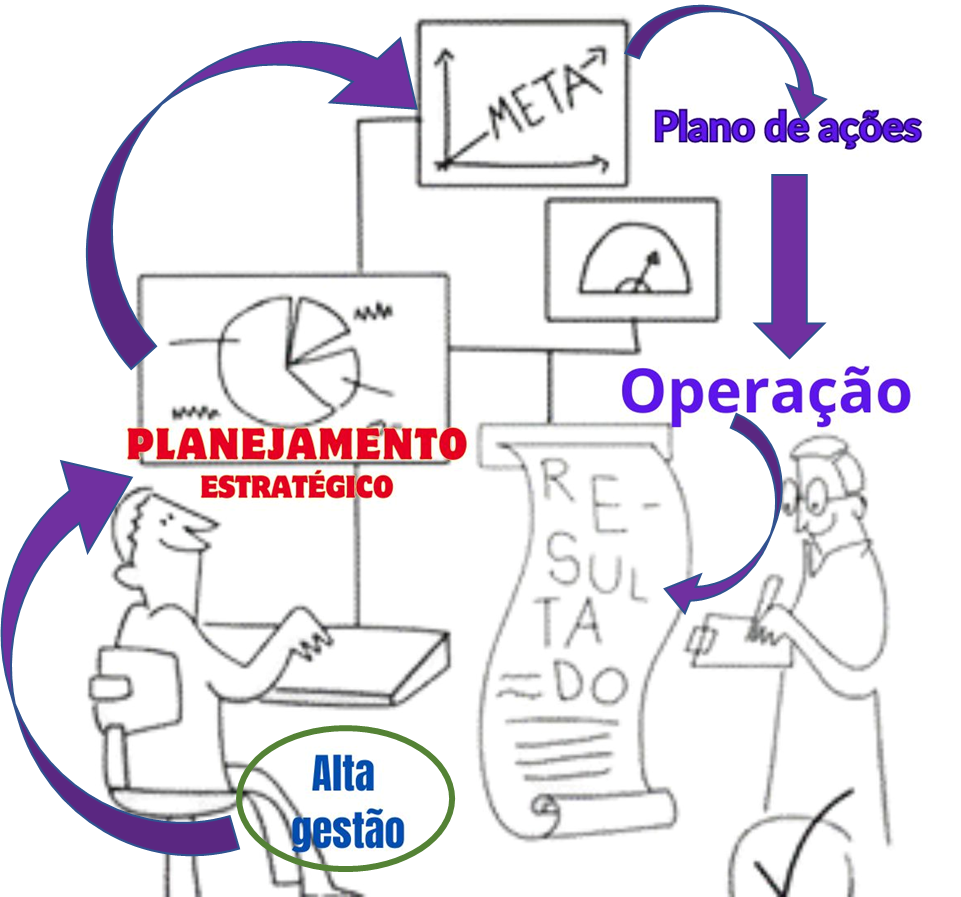 META
Plano de ações
Operação
PLANEJAMENTO
ESTRATÉGICO
RE-
SUL
TA
=DO
Alta
gestão